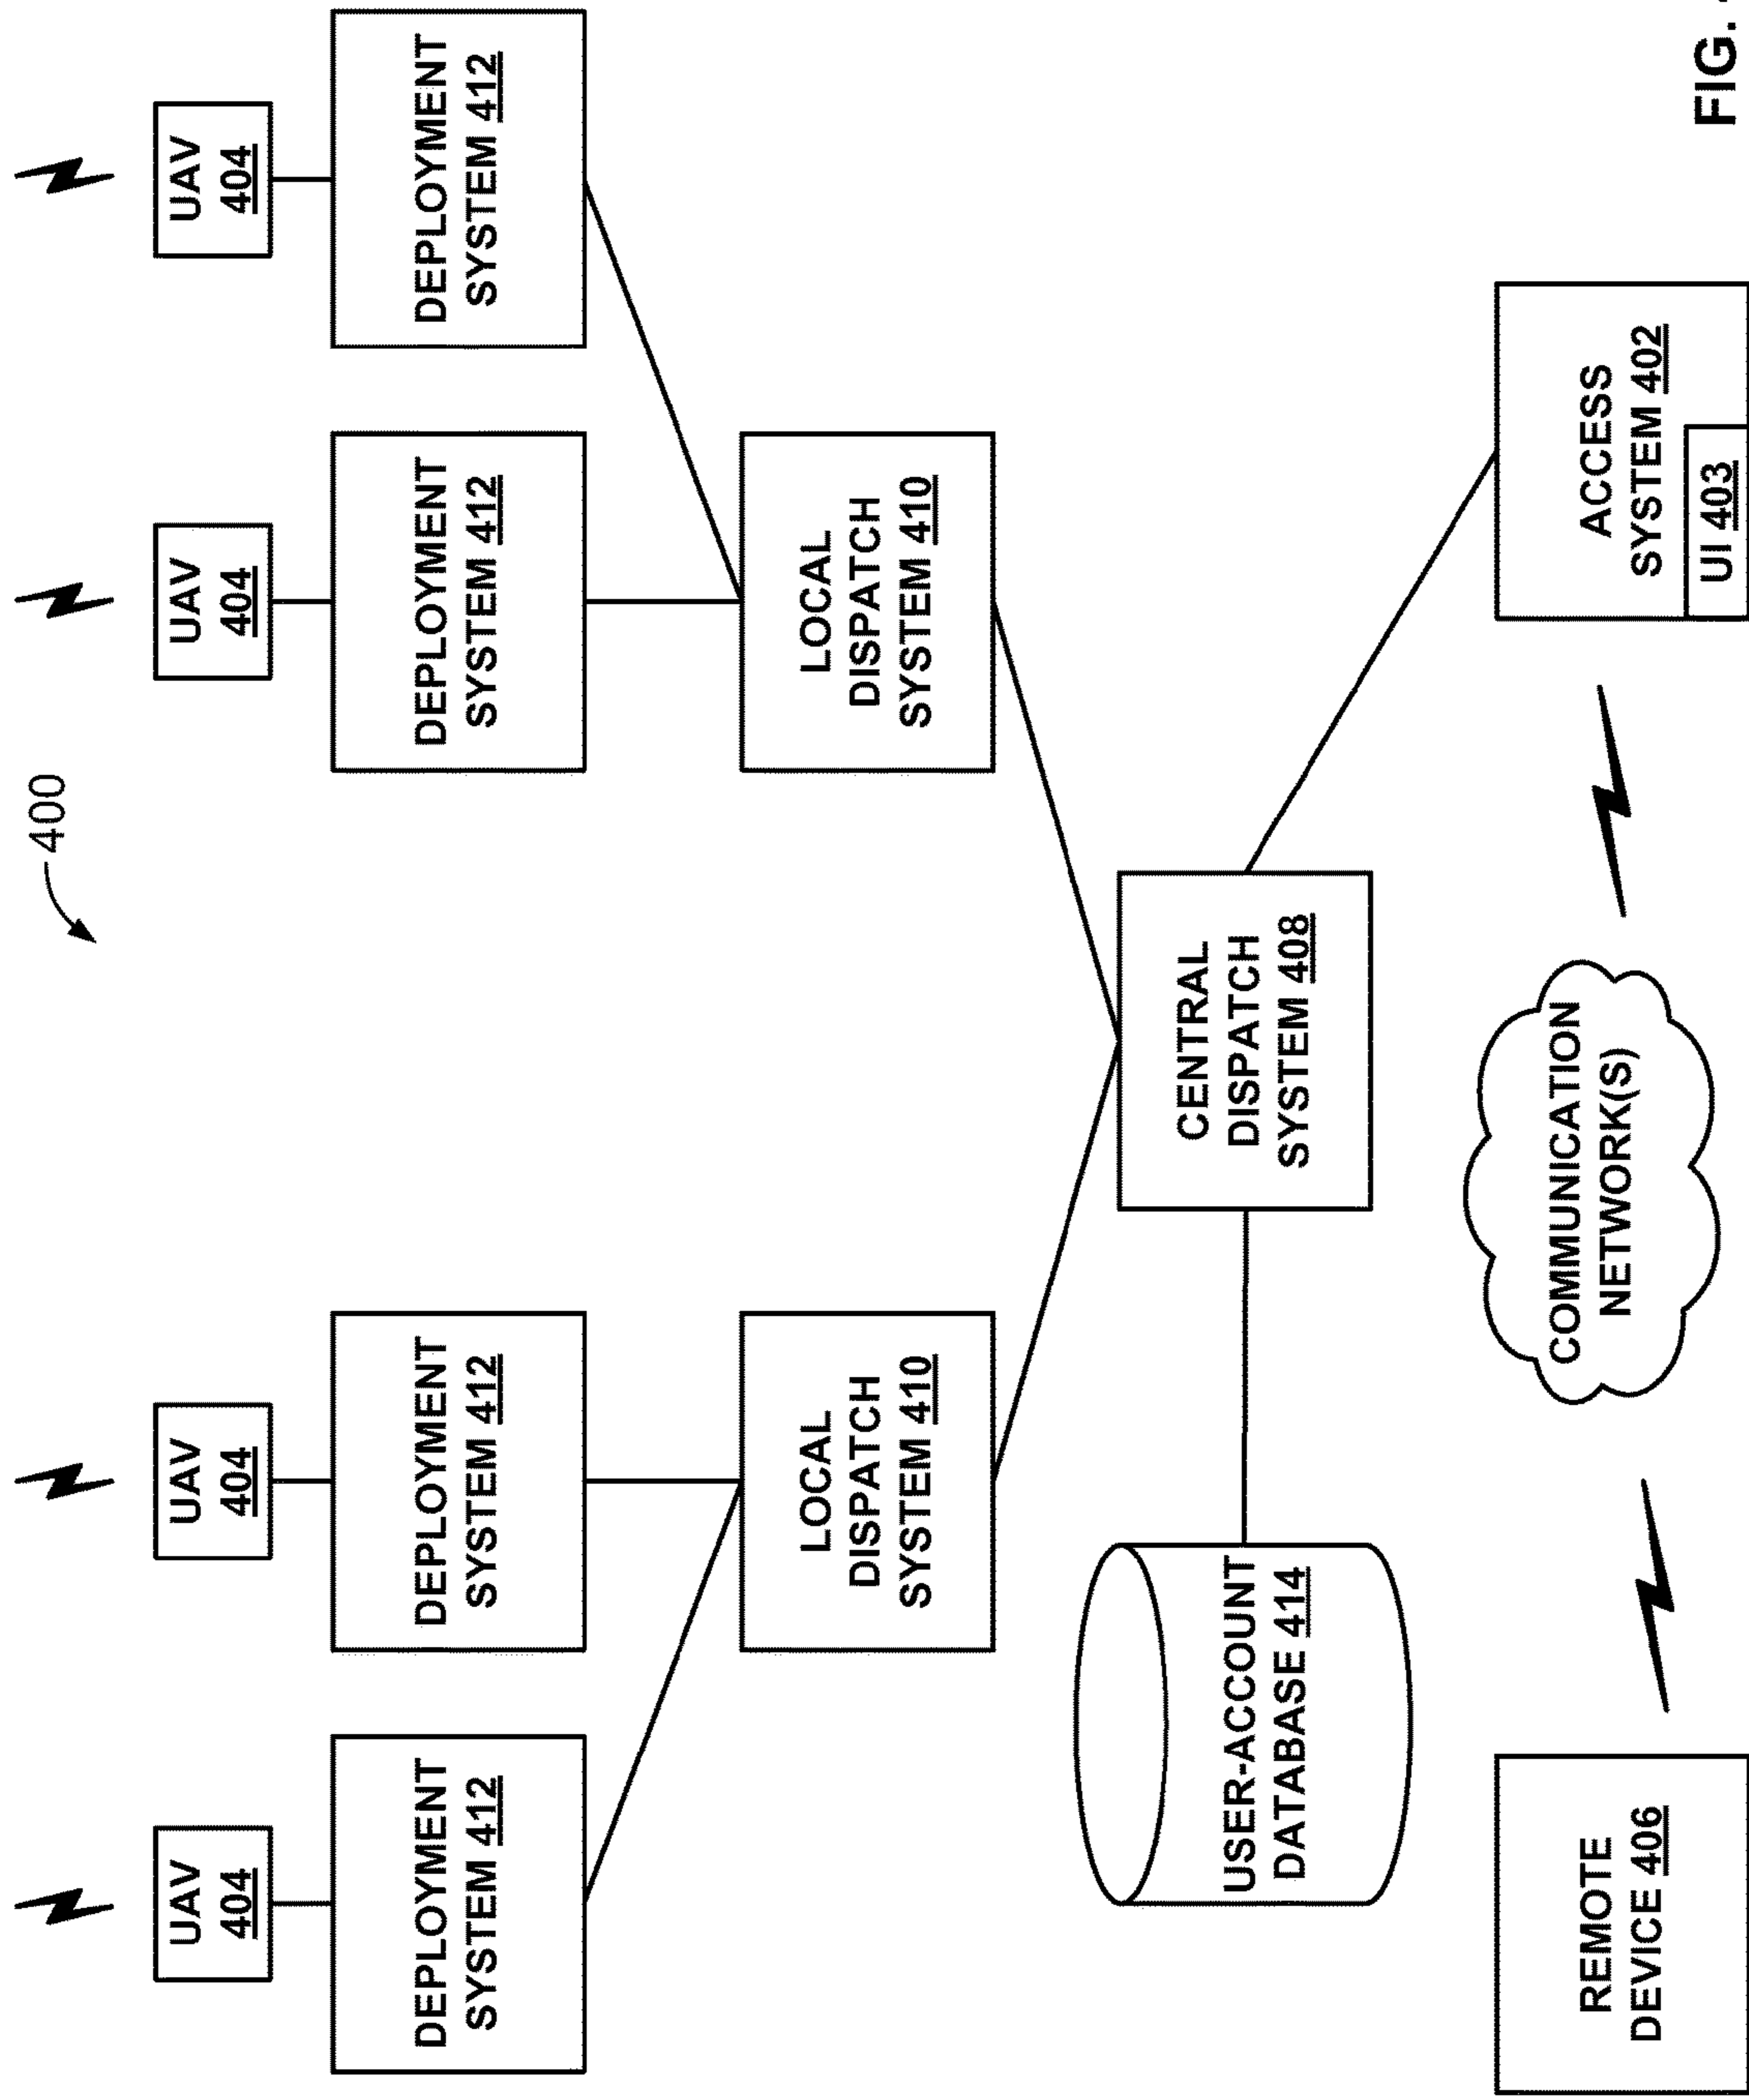 400
UAV
404
UAV
404
UAV
404
UAV
404
DEPLOYMENT
SYSTEM 412
DEPLOYMENT
SYSTEM 412
DEPLOYMENT
SYSTEM 412
DEPLOYMENT
SYSTEM 412
LOCAL
DISPATCH
SYSTEM 410
LOCAL
DISPATCH
SYSTEM 410
USER-ACCOUNT
DATABASE 414
CENTRAL
DISPATCH
SYSTEM 408
REMOTE
DEVICE 406
COMMUNICATION
NETWORK(S)
ACCESS
SYSTEM 402
UI 403
FIG.